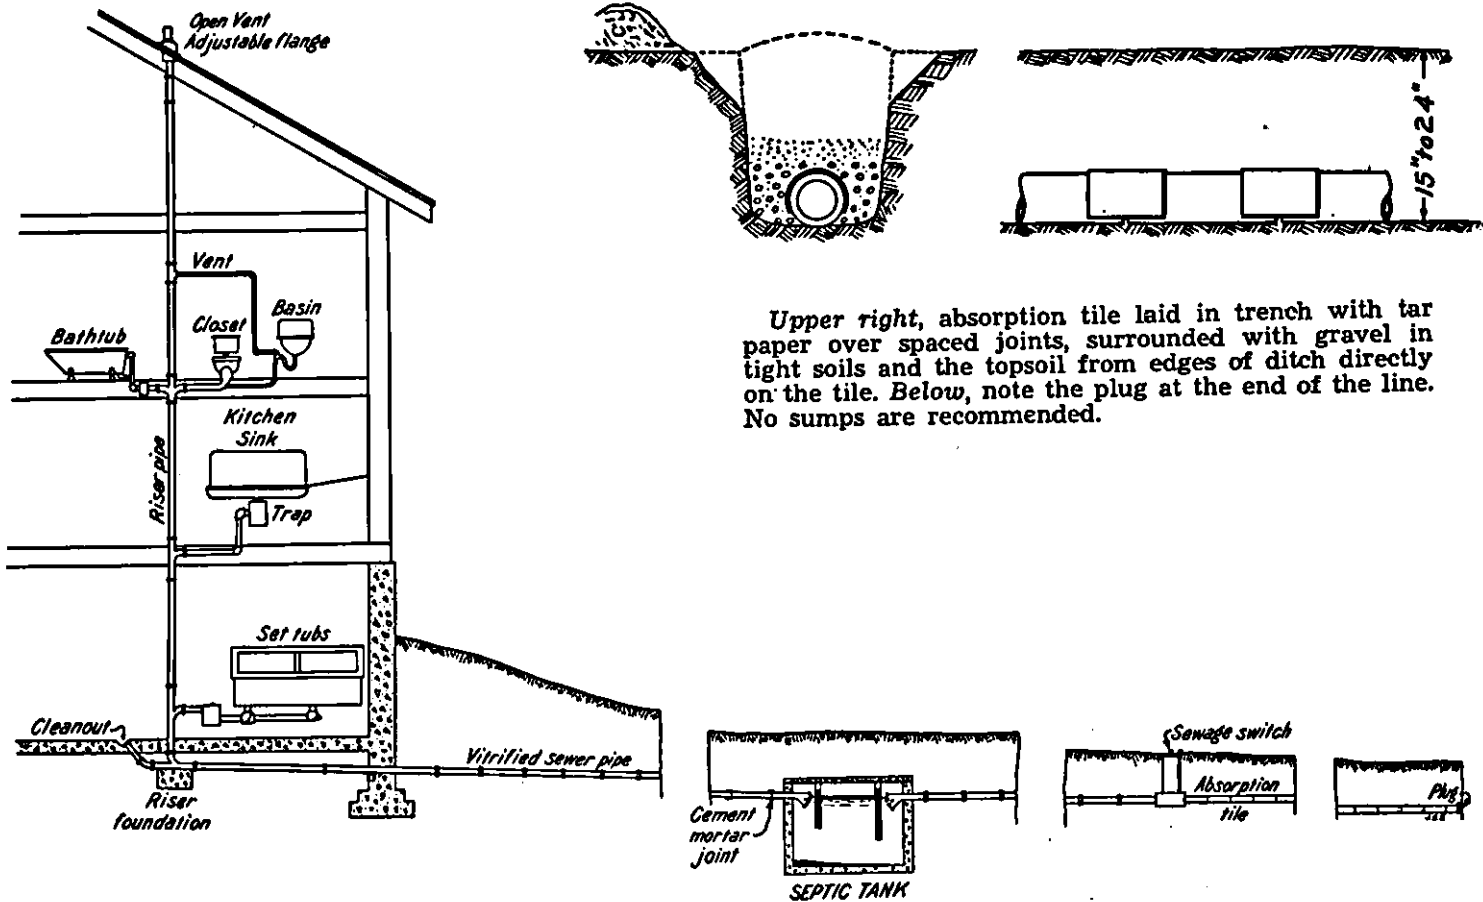 Open Vent
Adjustable flange
Vent
Basin
Closet
Bathtub
Kitchen
Sink
Riser pipe
Trap
Set tubs
Cleanout
Vitrified sewer pipe
Riser
foundation
15" to 24"
Upper right, absorption tile laid in trench with tar
paper over spaced joints, surrounded with gravel in
tight soils and the topsoil from edges of ditch directly
on the tile. Below, note the plug at the end of the line.
No sumps are recommended.
Cement
mortar
joint
SEPTIC TANK
Sewage switch
Absorption
tile
Plug